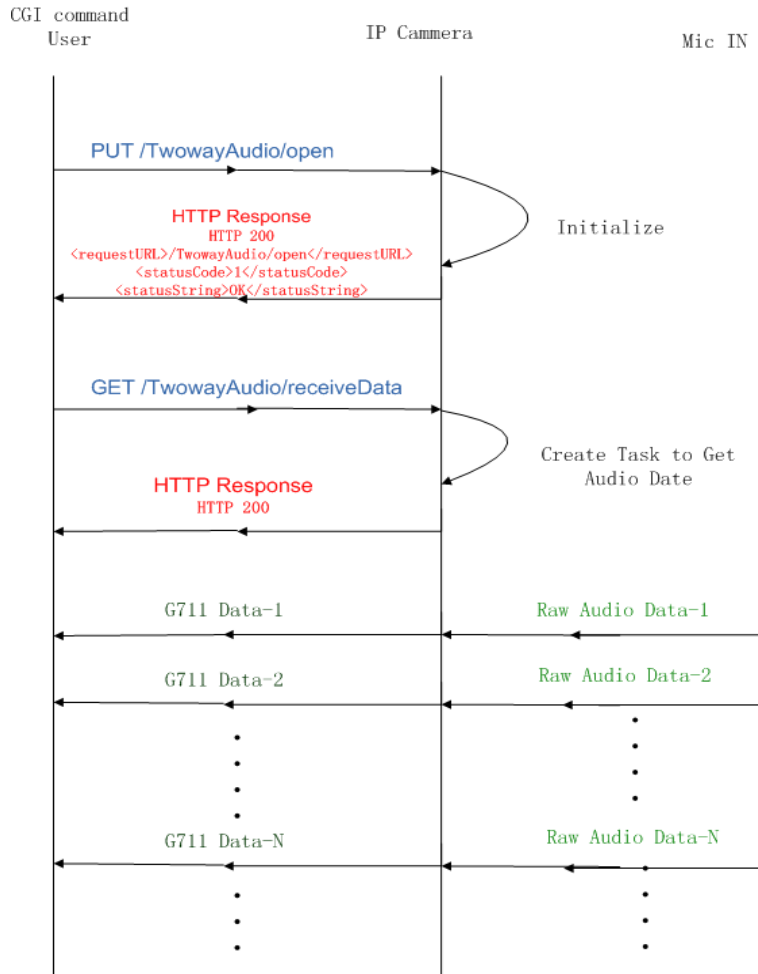 CGI command
User
IP Cammera
Mic IN
PUT /TwowayAudio/open
HTTP Response
HTTP 200
<requestURL>/TwowayAudio/open</requestURL>
<statusCode>1</statusCode>
<statusString>OK</statusString>
Initialize
GET /TwowayAudio/receiveData
Create Task to Get
Audio Date
HTTP Response
HTTP 200
G711 Data-1
Raw Audio Data-1
G711 Data-2
Raw Audio Data-2
G711 Data-N
Raw Audio Data-N